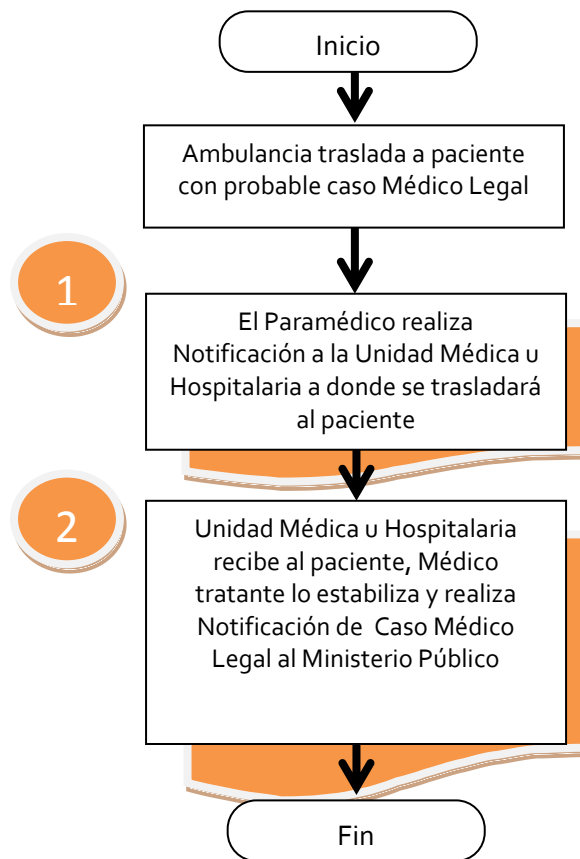 Inicio
Ambulancia traslada a paciente
con probable caso Médico Legal
1
El Paramédico realiza
Notificación a la Unidad Médica u
Hospitalaria a donde se trasladará
al paciente
2
Unidad Médica u Hospitalaria
recibe al paciente, Médico
tratante lo estabiliza y realiza
Notificación de Caso Médico
Legal al Ministerio Público
Fin